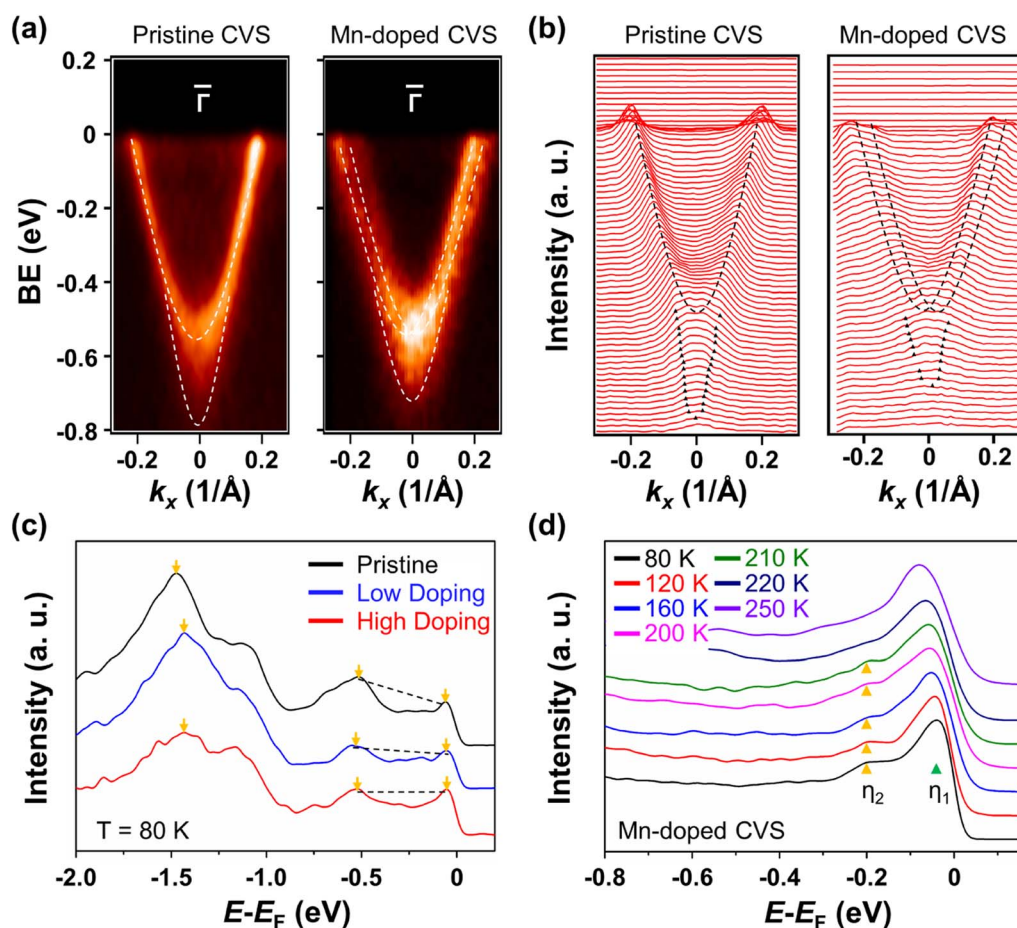 (a)
Pristine CVS
Mn-doped CVS
0.2
0
-0.2
-0.4
-0.6
-0.8
BE (eV)
Γ̅
Γ̅
-0.2 0 0.2
-0.2 0 0.2
kx (1/Å)
kx (1/Å)
(b)
Pristine CVS
Mn-doped CVS
Intensity (a. u.)
-0.2 0 0.2
-0.2 0 0.2
kx (1/Å)
kx (1/Å)
(c)
Pristine
Low Doping
High Doping
Intensity (a. u.)
T = 80 K
-2.0 -1.5 -1.0 -0.5 0
E-EF (eV)
(d)
80 K 210 K
120 K 220 K
160 K 250 K
200 K
Intensity (a. u.)
η2 η1
Mn-doped CVS
-0.8 -0.6 -0.4 -0.2 0
E-EF (eV)